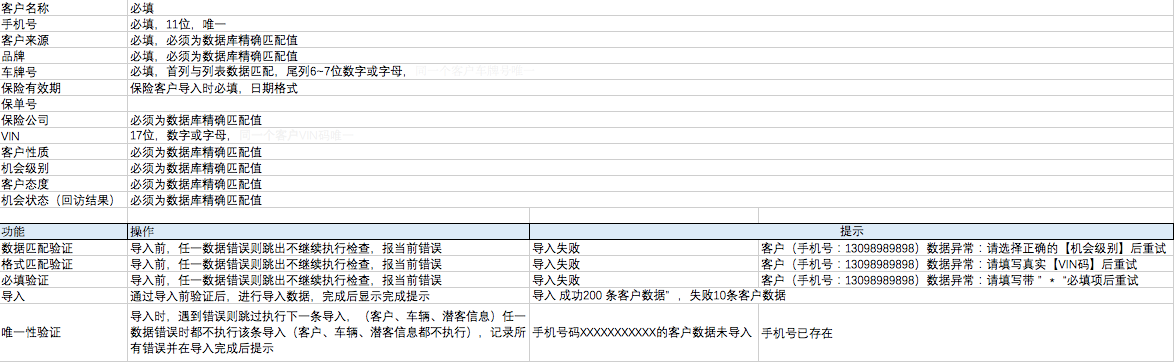 客户名称 必填
手机号 必填，11位，唯一
客户来源 必填，必须为数据库精确匹配值
品牌 必填，必须为数据库精确匹配值
车牌号 必填，首列与列表数据匹配，尾列6~7位数字或字母，同一个客户车牌号唯一
保险有效期 保险客户导入时必填，日期格式
保单号
保险公司 必须为数据库精确匹配值
VIN 17位，数字或字母，同一个客户VIN码唯一
客户性质 必须为数据库精确匹配值
机会级别 必须为数据库精确匹配值
客户态度 必须为数据库精确匹配值
机会状态（回访结果） 必须为数据库精确匹配值
功能 操作 提示
数据匹配验证 导入前，任一数据错误则跳出不继续执行检查，报当前错误 导入失败 客户（手机号：13098989898）数据异常：请选择正确的【机会级别】后重试
格式匹配验证 导入前，任一数据错误则跳出不继续执行检查，报当前错误 导入失败 客户（手机号：13098989898）数据异常：请填写真实【VIN码】后重试
必填验证 导入前，任一数据错误则跳出不继续执行检查，报当前错误 导入失败 客户（手机号：13098989898）数据异常：请填写带 ” * “必填项后重试
导入 通过导入前验证后，进行导入数据，完成后显示完成提示 导入 成功200 条客户数据”，失败10条客户数据
导入时，遇到错误则跳过执行下一条导入，（客户、车辆、潜客信息）任一
唯一性验证 数据错误时都不执行该条导入（客户、车辆、潜客信息都不执行），记录所 手机号码XXXXXXXXXXX的客户数据未导入 手机号已存在
有错误并在导入完成后提示